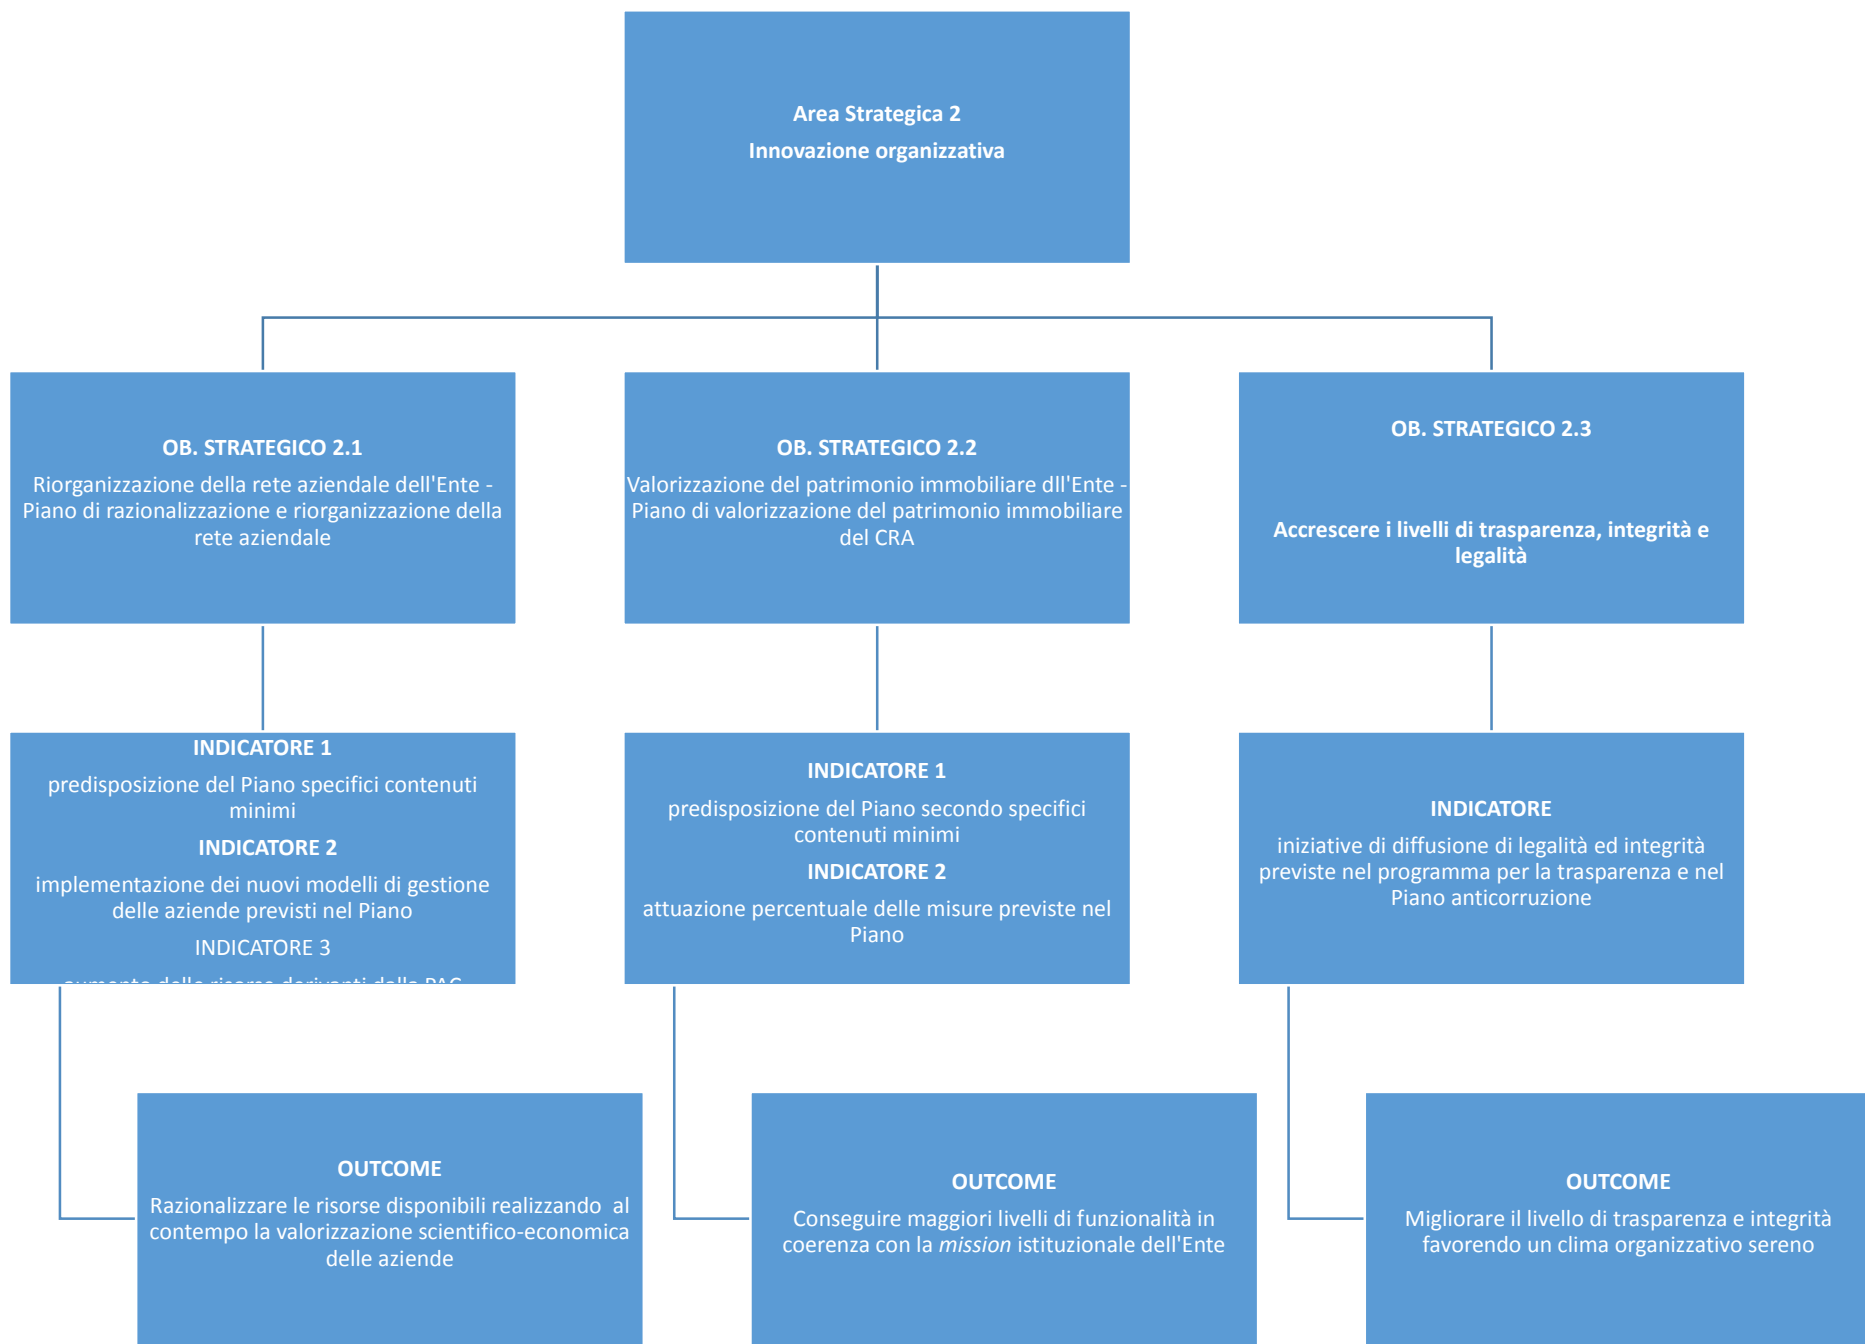 Area Strategica 2
Innovazione organizzativa
OB. STRATEGICO 2.1
Riorganizzazione della rete aziendale dell'Ente -
Piano di razionalizzazione e riorganizzazione della
rete aziendale
OB. STRATEGICO 2.2
Valorizzazione del patrimonio immobiliare dll'Ente -
Piano di valorizzazione del patrimonio immobiliare
del CRA
OB. STRATEGICO 2.3
Accrescere i livelli di trasparenza, integrità e
legalità
INDICATORE 1
predisposizione del Piano specifici contenuti
minimi
INDICATORE 2
implementazione dei nuovi modelli di gestione
delle aziende previsti nel Piano
INDICATORE 3
aumento delle risorse derivanti dalla PAC
INDICATORE 1
predisposizione del Piano secondo specifici
contenuti minimi
INDICATORE 2
attuazione percentuale delle misure previste nel
Piano
INDICATORE
iniziative di diffusione di legalità ed integrità
previste nel programma per la trasparenza e nel
Piano anticorruzione
OUTCOME
Razionalizzare le risorse disponibili realizzando al
contempo la valorizzazione scientifico-economica
delle aziende
OUTCOME
Conseguire maggiori livelli di funzionalità in
coerenza con la mission istituzionale dell'Ente
OUTCOME
Migliorare il livello di trasparenza e integrità
favorendo un clima organizzativo sereno